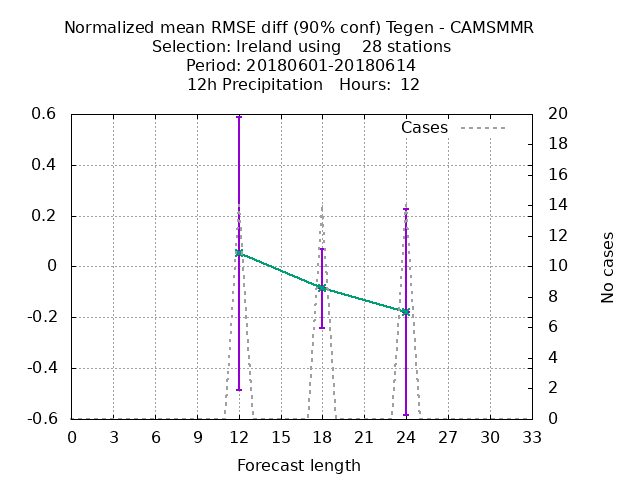 Normalized mean RMSE diff (90% conf) Tegen - CAMSMMR
Selection: Ireland using    28 stations
Period: 20180601-20180614
12h Precipitation   Hours:  12
Cases
0.6
0.4
0.2
0
-0.2
-0.4
-0.6
20
18
16
14
12
10
8
6
4
2
0
No cases
0 3 6 9 12 15 18 21 24 27 30 33
Forecast length